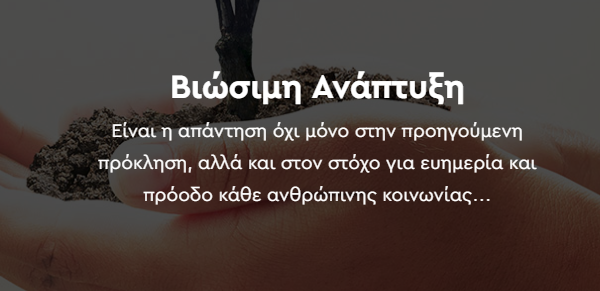 Βιώσιμη Ανάπτυξη
Είναι η απάντηση όχι μόνο στην προηγούμενη
πρόκληση, αλλά και στον στόχο για ευημερία και
πρόοδο κάθε ανθρώπινης κοινωνίας...